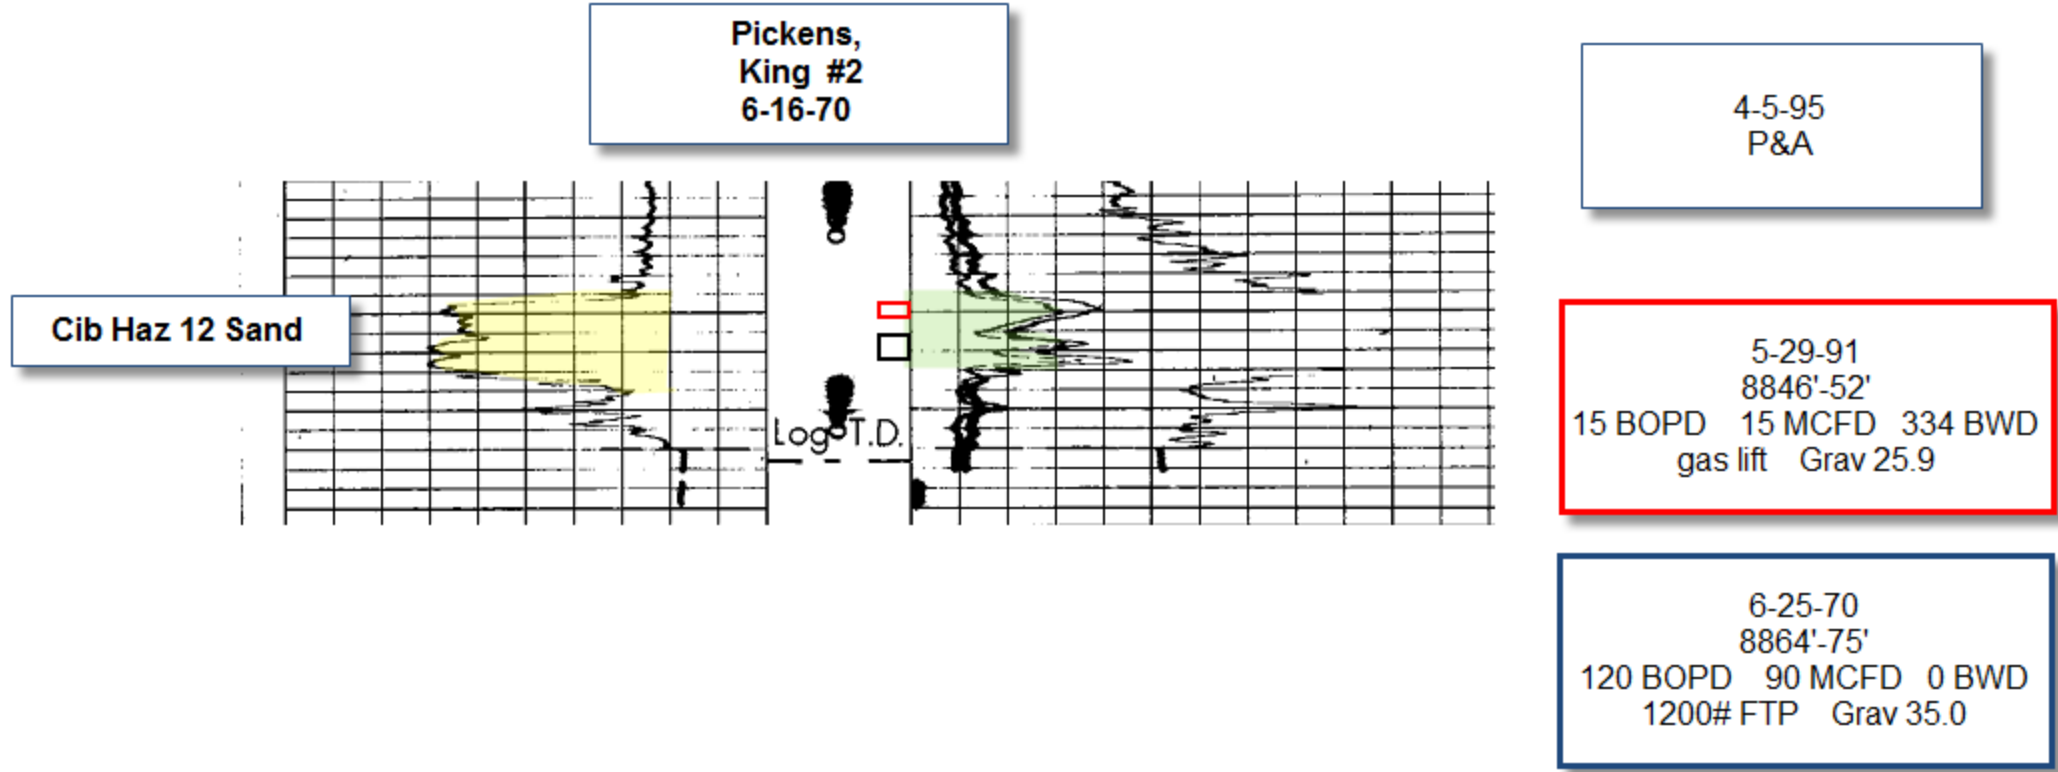 Pickens,
King #2
6-16-70
4-5-95
P&A
Cib Haz 12 Sand
Log T.D.
5-29-91
8846'-52'
15 BOPD 15 MCFD 334 BWD
gas lift Grav 25.9
6-25-70
8864'-75'
120 BOPD 90 MCFD 0 BWD
1200# FTP Grav 35.0